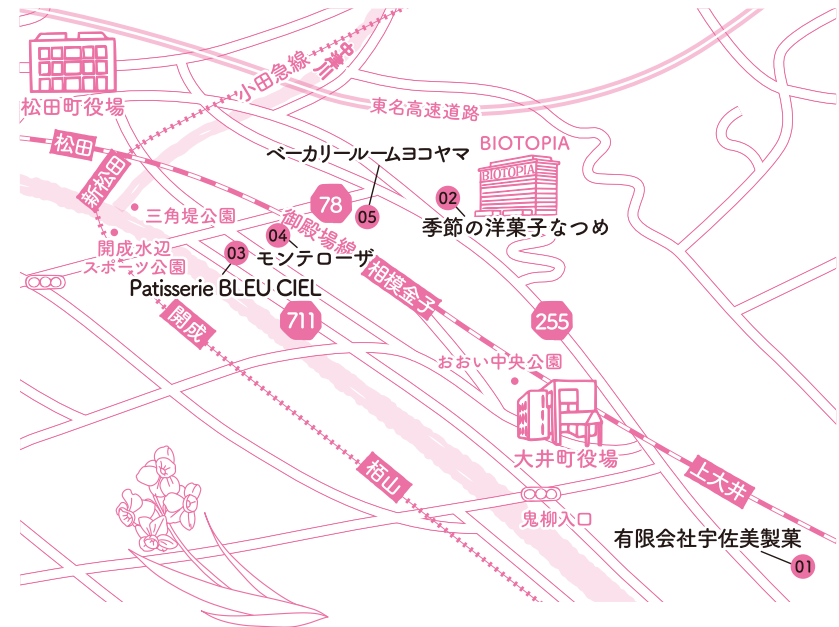 中津川
小田急線
松田町役場
東名高速道路
松田
ベーカリールームヨコヤマ
BIOTOPIA
BIOTOPIA
新松田
78
02
三角堤公園
05
季節の洋菓子なつめ
御殿場線
04
開成水辺
スポーツ公園
03
モンテローザ
相模金子
Patisserie BLEU CIEL
開成
711
255
おおい中央公園
大井町役場
栢山
上大井
鬼柳入口
有限会社宇佐美製菓
01